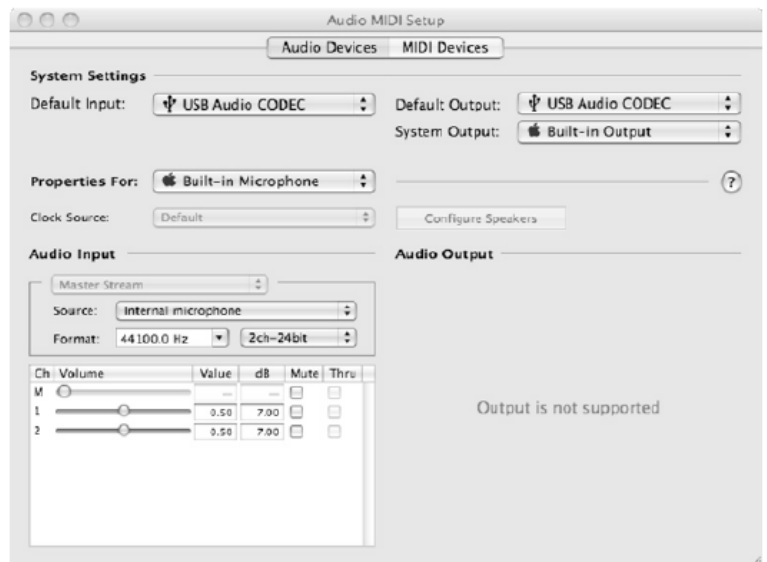 Audio MIDI Setup
Audio Devices MIDI Devices
System Settings
Default Input: USB Audio CODEC
Default Output: USB Audio CODEC
System Output: Built-in Output
Properties For: Built-in Microphone
?
Clock Source: Default
Configure Speakers
Audio Input
Audio Output
Master Stream
Source: Internal microphone
Format: 44100.0 Hz 2ch-24bit
Ch Volume Value dB Mute Thru
M — —
1 0.50 7.00
2 0.50 7.00
Output is not supported